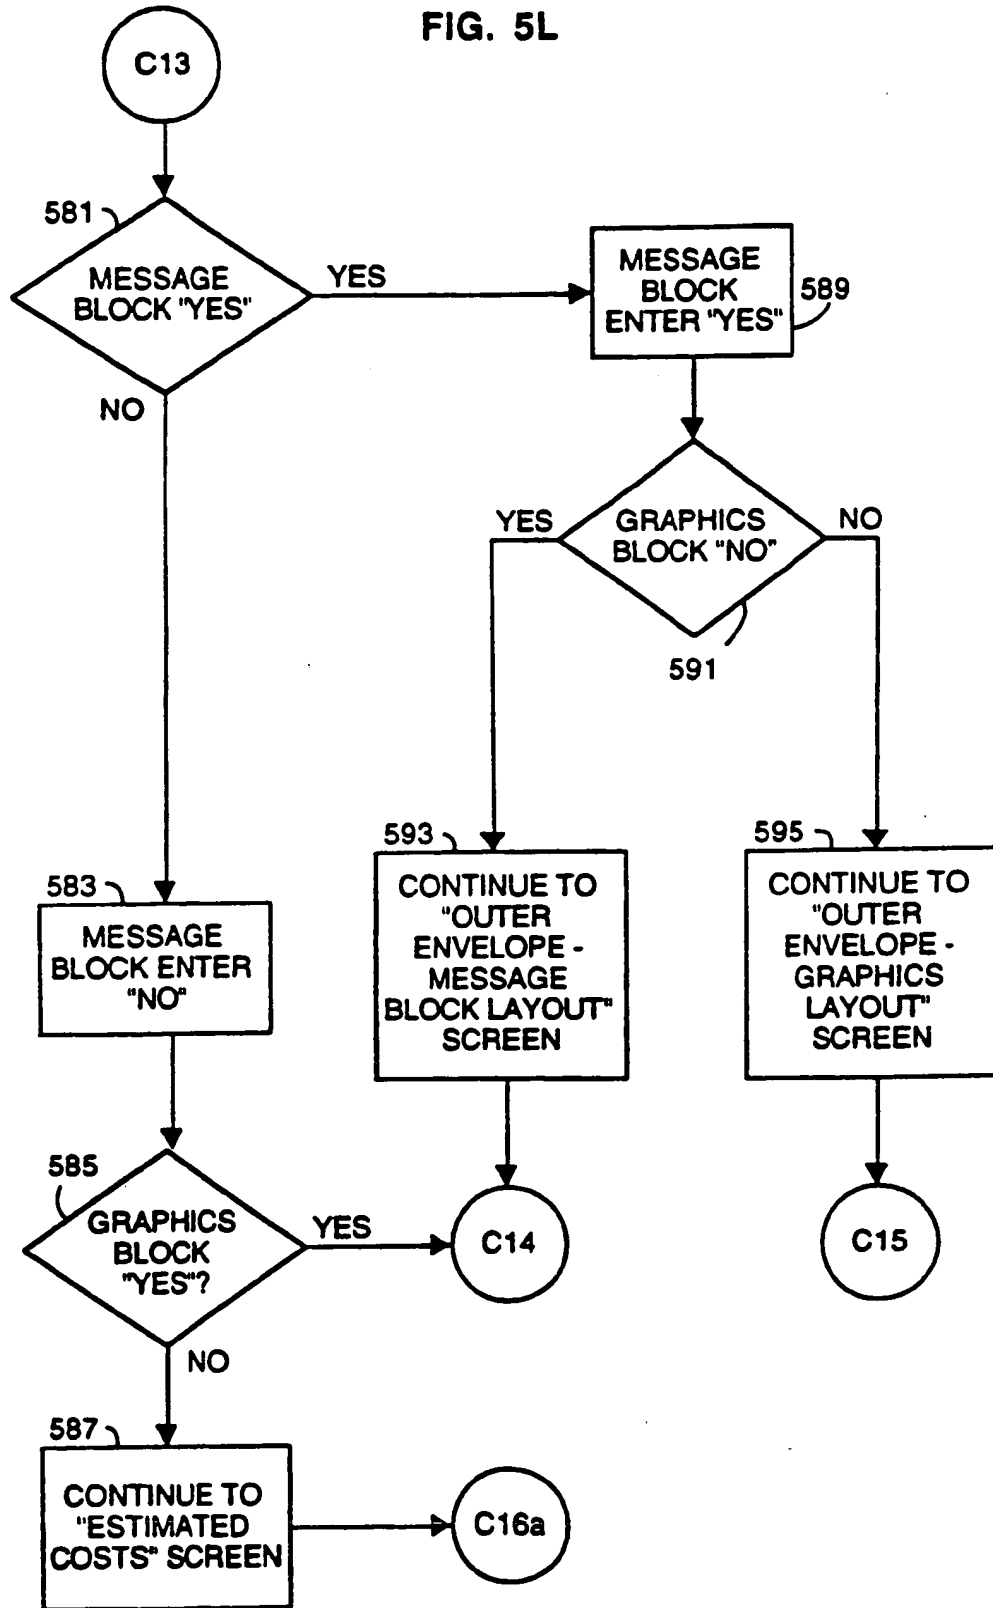 FIG. 5L
C13
581
MESSAGE
BLOCK "YES"
YES
NO
MESSAGE
BLOCK
ENTER "YES"
589
GRAPHICS
BLOCK "NO"
YES
NO
591
593
CONTINUE TO
"OUTER
ENVELOPE -
MESSAGE
BLOCK LAYOUT"
SCREEN
595
CONTINUE TO
"OUTER
ENVELOPE -
GRAPHICS
LAYOUT"
SCREEN
583
MESSAGE
BLOCK ENTER
"NO"
585
GRAPHICS
BLOCK
"YES"?
YES
NO
C14
C15
587
CONTINUE TO
"ESTIMATED
COSTS" SCREEN
C16a